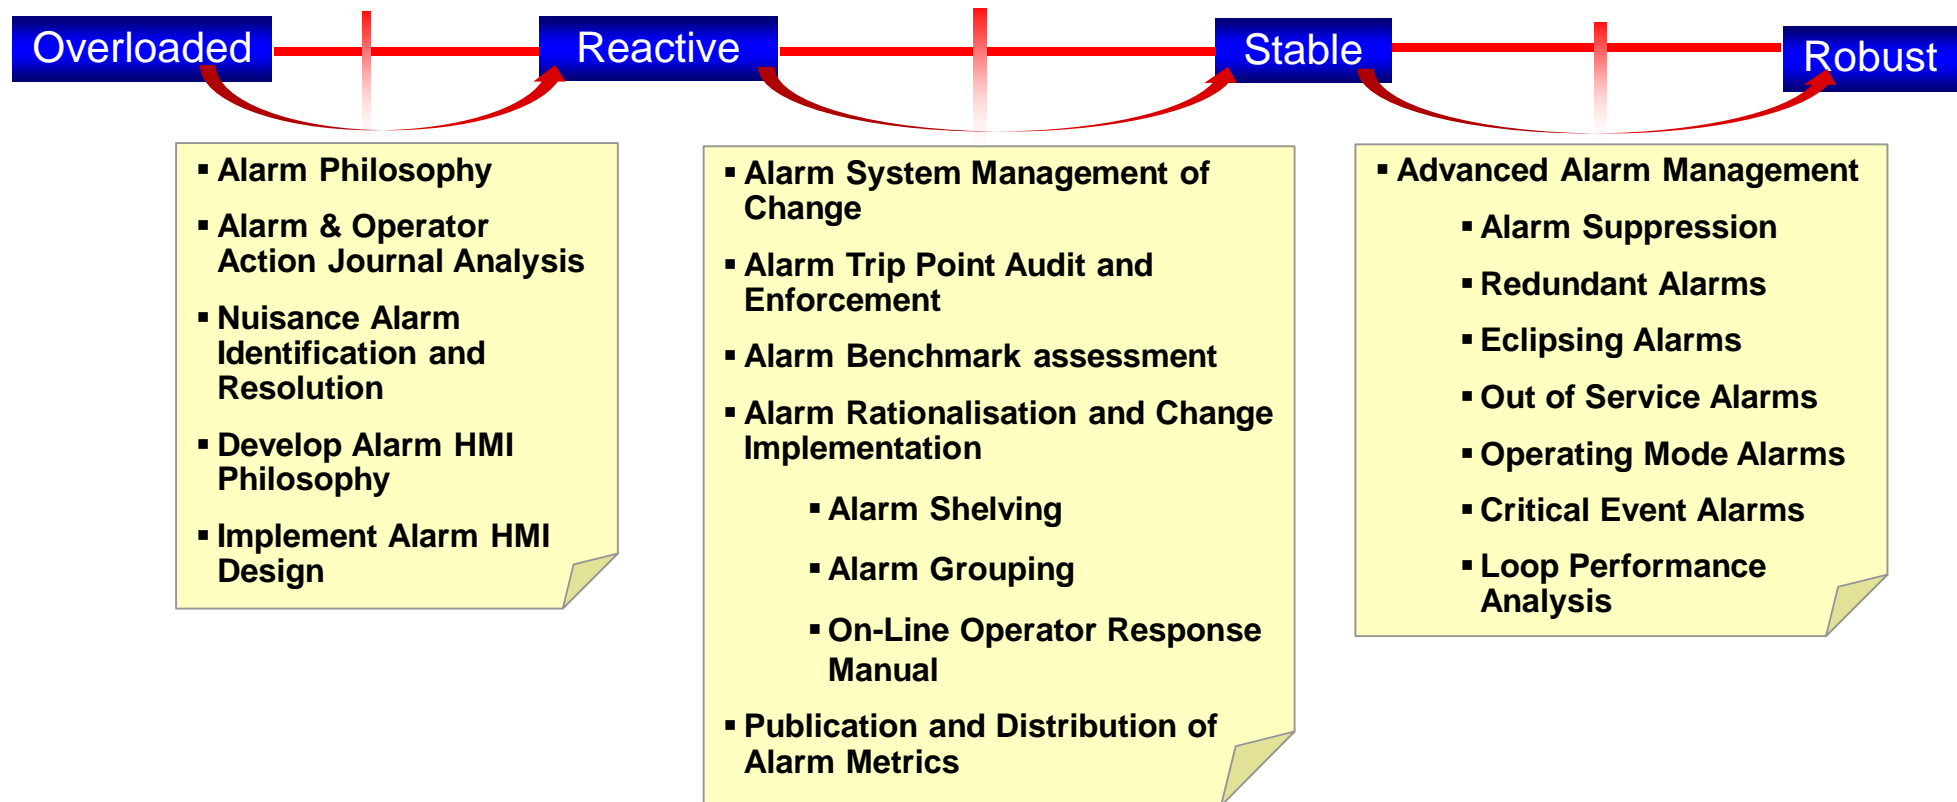 Overloaded
Reactive
Stable
Robust
▪ Alarm Philosophy
▪ Alarm & Operator
Action Journal Analysis
▪ Nuisance Alarm
Identification and
Resolution
▪ Develop Alarm HMI
Philosophy
▪ Implement Alarm HMI
Design
▪ Alarm System Management of
Change
▪ Alarm Trip Point Audit and
Enforcement
▪ Alarm Benchmark assessment
▪ Alarm Rationalisation and Change
Implementation
▪ Alarm Shelving
▪ Alarm Grouping
▪ On-Line Operator Response
Manual
▪ Publication and Distribution of
Alarm Metrics
▪ Advanced Alarm Management
▪ Alarm Suppression
▪ Redundant Alarms
▪ Eclipsing Alarms
▪ Out of Service Alarms
▪ Operating Mode Alarms
▪ Critical Event Alarms
▪ Loop Performance
Analysis